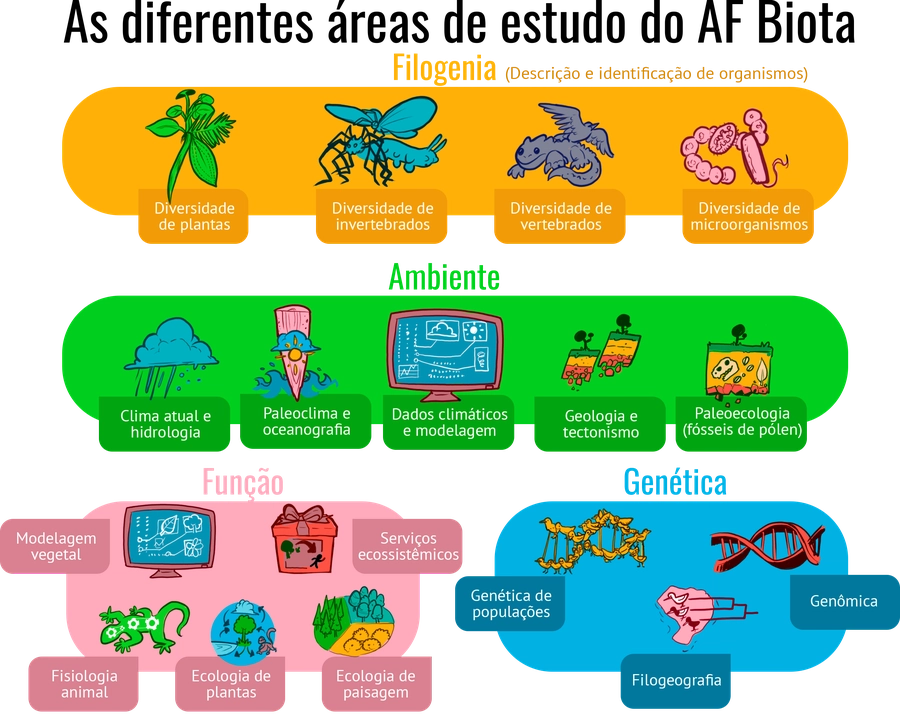 As diferentes áreas de estudo do AF Biota
Filogenia (Descrição e identificação de organismos)
Diversidade
de plantas
Diversidade de
invertebrados
Diversidade de
vertebrados
Diversidade de
microorganismos
Ambiente
Clima atual e
hidrologia
Paleoclima e
oceanografia
Dados climáticos
e modelagem
Geologia e
tectonismo
Paleoecologia
(fósseis de pólen)
Função
Modelagem
vegetal
Serviços
ecossistêmicos
Fisiologia
animal
Ecologia de
plantas
Ecologia de
paisagem
Genética
Genética de
populações
Genômica
Filogeografia